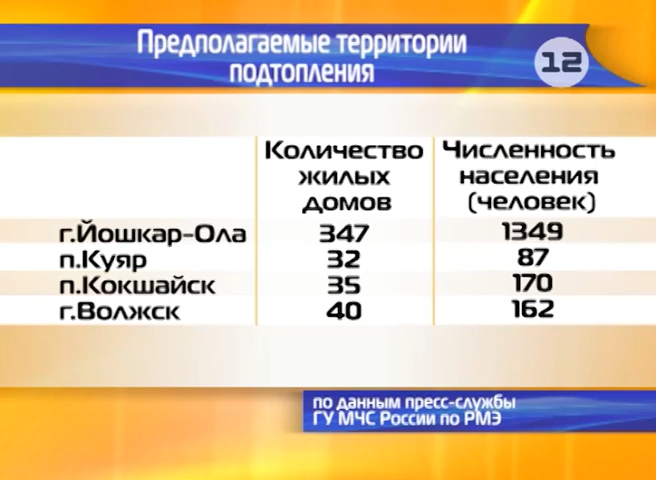 Предполагаемые территории
подтопления
12
Количество жилых домов
Численность населения (человек)
г.Йошкар-Ола 347 1349
п.Куяр 32 87
п.Кокшайск 35 170
г.Волжск 40 162
по данным пресс-службы
ГУ МЧС России по РМЭ